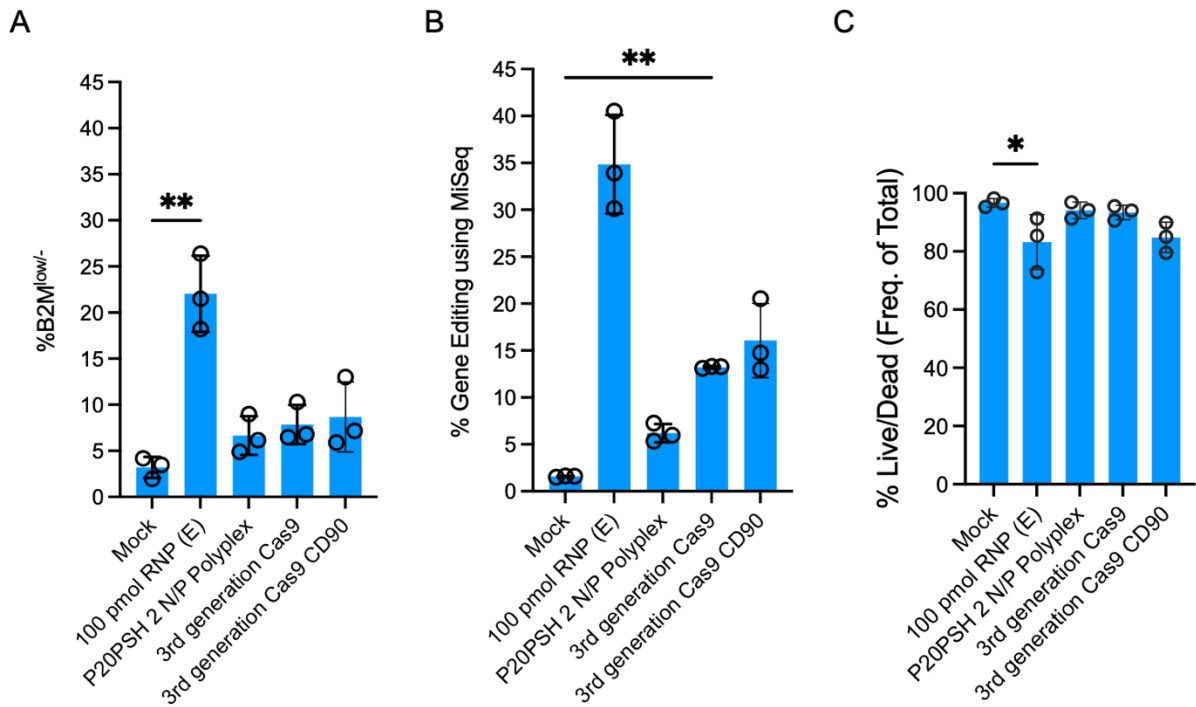 A
%B2M^low/-
45
40
35
30
25
20
15
10
5
0
**
Mock
100 pmol RNP (E)
P20PSH 2 N/P Polyplex
3rd generation Cas9
3rd generation Cas9 CD90
B
% Gene Editing using MiSeq
45
40
35
30
25
20
15
10
5
0
**
Mock
100 pmol RNP (E)
P20PSH 2 N/P Polyplex
3rd generation Cas9
3rd generation Cas9 CD90
C
% Live/Dead (Freq. of Total)
100
80
60
40
20
0
*
Mock
100 pmol RNP (E)
P20PSH 2 N/P Polyplex
3rd generation Cas9
3rd generation Cas9 CD90